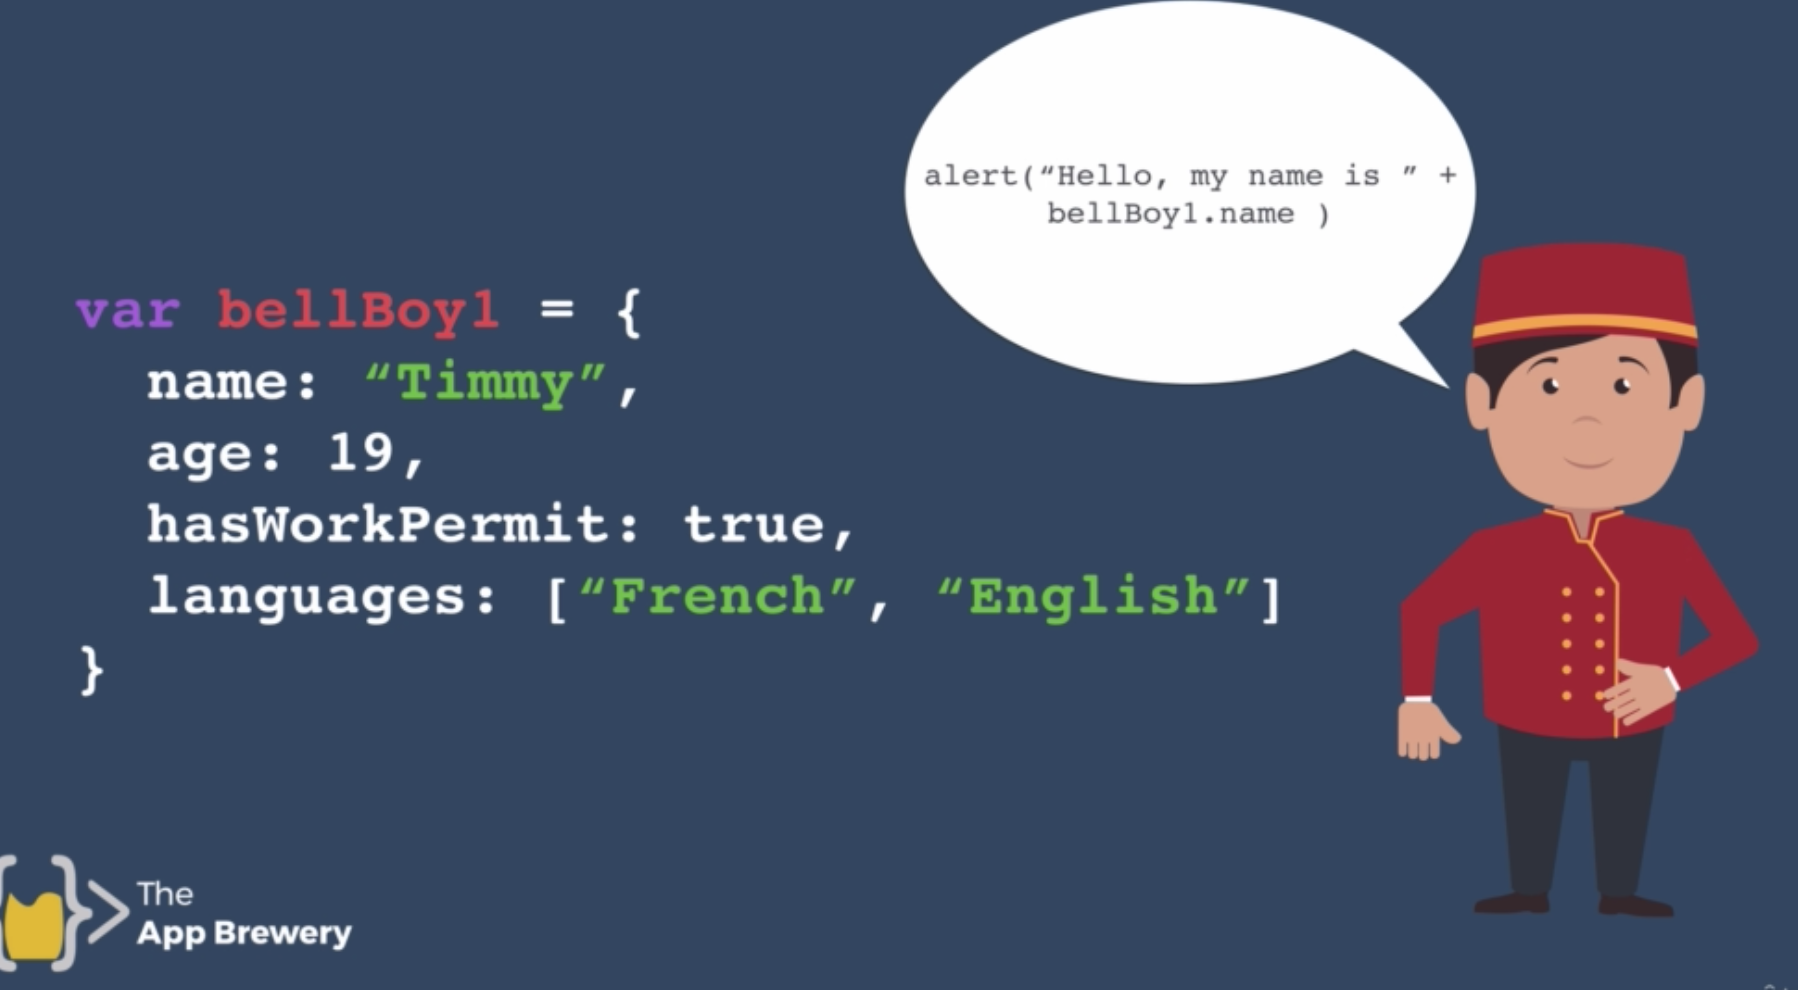 alert(“Hello, my name is ” +
bellBoy1.name )
var bellBoy1 = {
name: “Timmy”,
age: 19,
hasWorkPermit: true,
languages: [“French”, “English”]
}
The
App Brewery